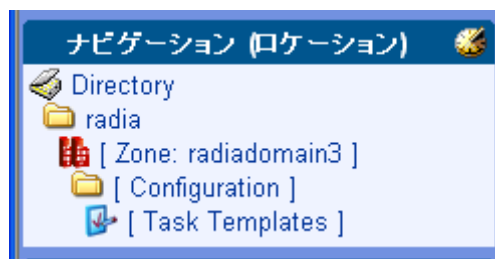 ナビゲーション (ロケーション)
Directory
radia
[ Zone: radiadomain3 ]
[ Configuration ]
[ Task Templates ]